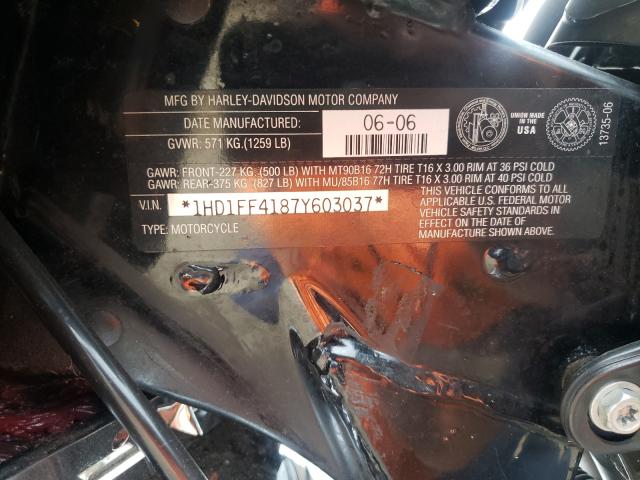 MFG BY HARLEY-DAVIDSON MOTOR COMPANY
DATE MANUFACTURED: 06-06
GVWR: 571 KG.(1259 LB)
UNION MADE IN THE USA
13735-06
GAWR: FRONT-227 KG. (500 LB) WITH MT90B16 72H TIRE T16 X 3.00 RIM AT 36 PSI COLD
GAWR: REAR-375 KG. (827 LB) WITH MU/85B16 77H TIRE T16 X 3.00 RIM AT 40 PSI COLD
V.I.N. *1HD1FF4187Y603037*
TYPE: MOTORCYCLE
THIS VEHICLE CONFORMS TO ALL
APPLICABLE U.S. FEDERAL MOTOR
VEHICLE SAFETY STANDARDS IN
EFFECT ON THE DATE OF
MANUFACTURE SHOWN ABOVE.